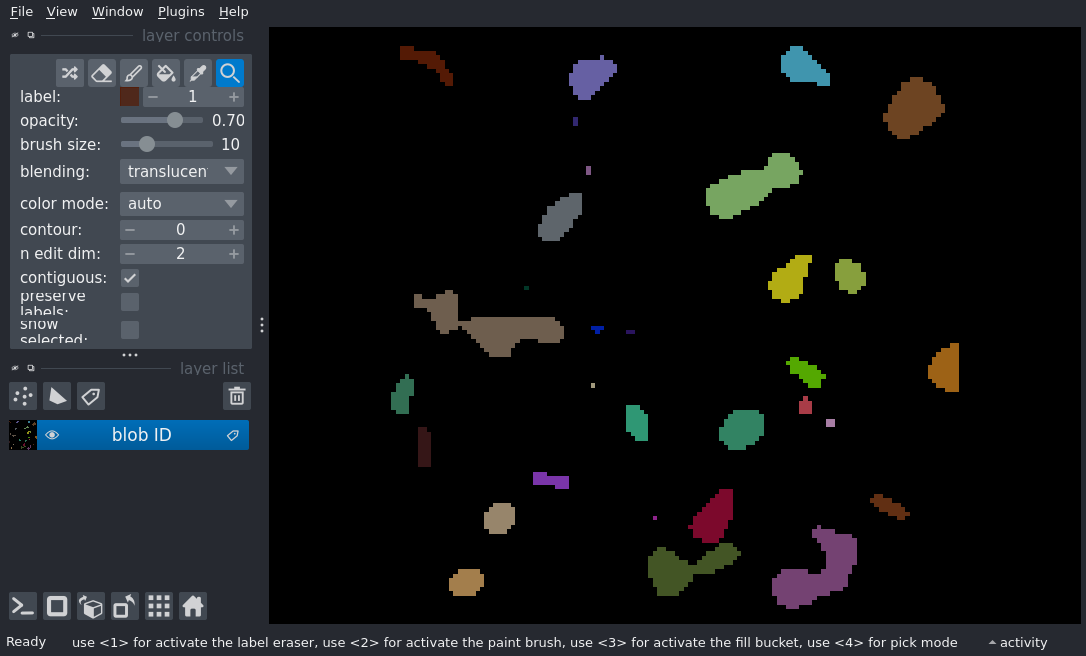 File View Window Plugins Help
layer controls
label: 1
opacity: 0.70
brush size: 10
blending: translucen
color mode: auto
contour: 0
n edit dim: 2
contiguous:
preserve
labels:
show
selected:
layer list
blob ID
Ready use <1> for activate the label eraser, use <2> for activate the paint brush, use <3> for activate the fill bucket, use <4> for pick mode activity